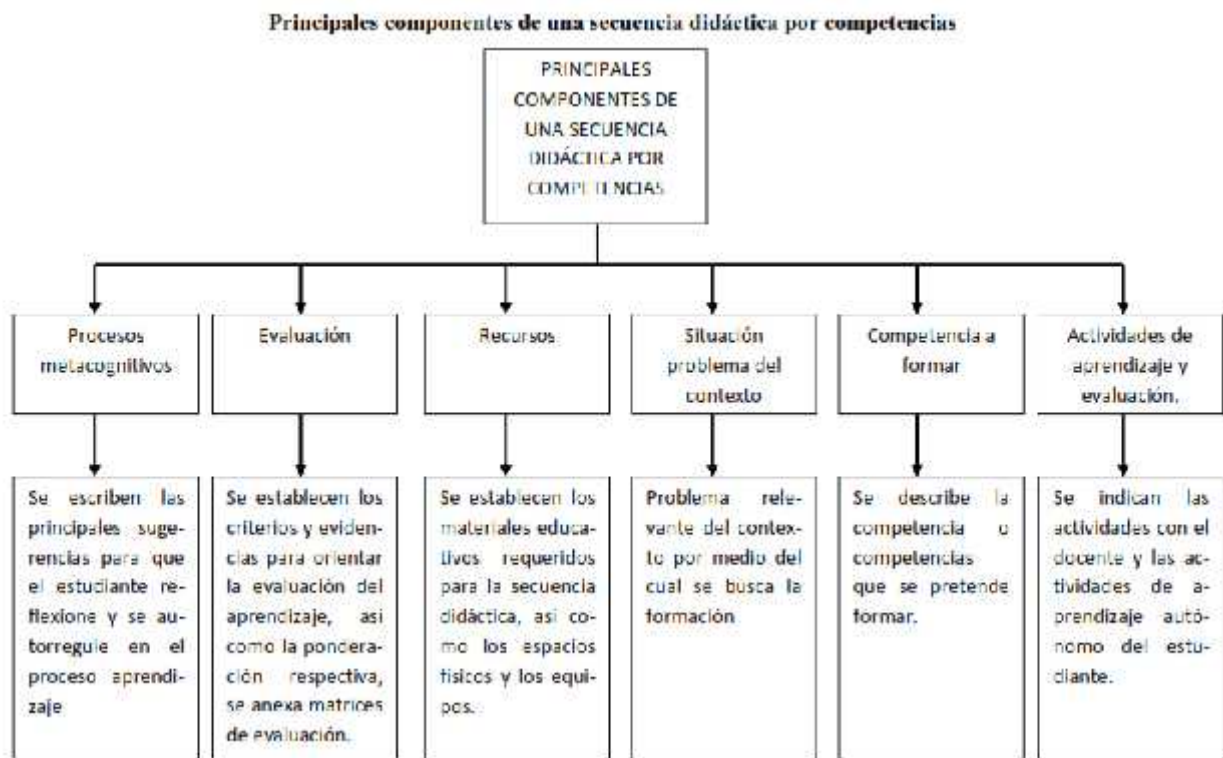 Principales componentes de una secuencia didáctica por competencias
PRINCIPALES
COMPONENTES DE
UNA SECUENCIA
DIDÁCTICA POR
COMPETENCIAS
Procesos
metacognitivos
Evaluación
Recursos
Situación
problema del
contexto
Competencia a
formar
Actividades de
aprendizaje y
evaluación.
Se escriben las
principales suge-
rencias para que
el estudiante re-
flexione y se au-
torregule en el
proceso aprendi-
zaje
Se establecen los
criterios y eviden-
cias para orientar
la evaluación del
aprendizaje, así
como la pondera-
ción respectiva,
se anexa matrices
de evaluación.
Se establecen los
materiales educa-
tivos requeridos
para la secuencia
didáctica, así co-
mo los espacios
físicos y los equi-
pos.
Problema rele-
vante del contex-
to por medio del
cual se busca la
formación
Se describe la
competencia o
competencias
que se pretende
formar.
Se indican las
actividades con el
docente y las ac-
tividades de a-
prendizaje autó-
nomo del estu-
diante.